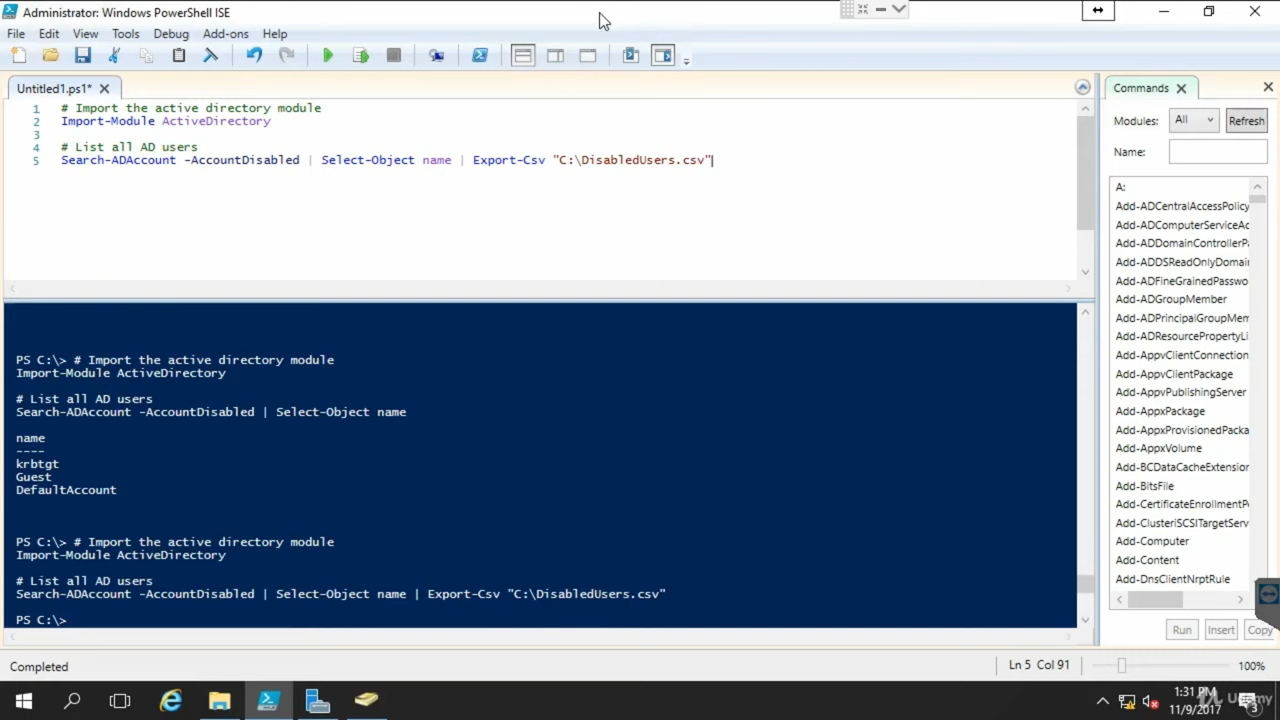 Administrator: Windows PowerShell ISE
File Edit View Tools Debug Add-ons Help
Untitled1.ps1*
1 # Import the active directory module
2 Import-Module ActiveDirectory
3
4 # List all AD users
5 Search-ADAccount -AccountDisabled | Select-Object name | Export-Csv "C:\DisabledUsers.csv"
PS C:\> # Import the active directory module
Import-Module ActiveDirectory
# List all AD users
Search-ADAccount -AccountDisabled | Select-Object name
name
----
krbtgt
Guest
DefaultAccount
PS C:\> # Import the active directory module
Import-Module ActiveDirectory
# List all AD users
Search-ADAccount -AccountDisabled | Select-Object name | Export-Csv "C:\DisabledUsers.csv"
PS C:\>
Commands
Modules: All Refresh
Name:
A:
Add-ADCentralAccessPolicy
Add-ADComputerServiceAc
Add-ADDomainControllerPa
Add-ADDSReadOnlyDomain
Add-ADFineGrainedPasswo
Add-ADGroupMember
Add-ADPrincipalGroupMem
Add-ADResourcePropertyLi
Add-AppvClientConnection
Add-AppvClientPackage
Add-AppvPublishingServer
Add-AppxPackage
Add-AppxProvisionedPacka
Add-AppxVolume
Add-BCDataCacheExtension
Add-BitsFile
Add-CertificateEnrollmentP
Add-ClusteriSCSITargetServ
Add-Computer
Add-Content
Add-DnsClientNrptRule
Run Insert Copy
Completed Ln 5 Col 91 100%
1:31 PM
11/9/2017
3
Udemy